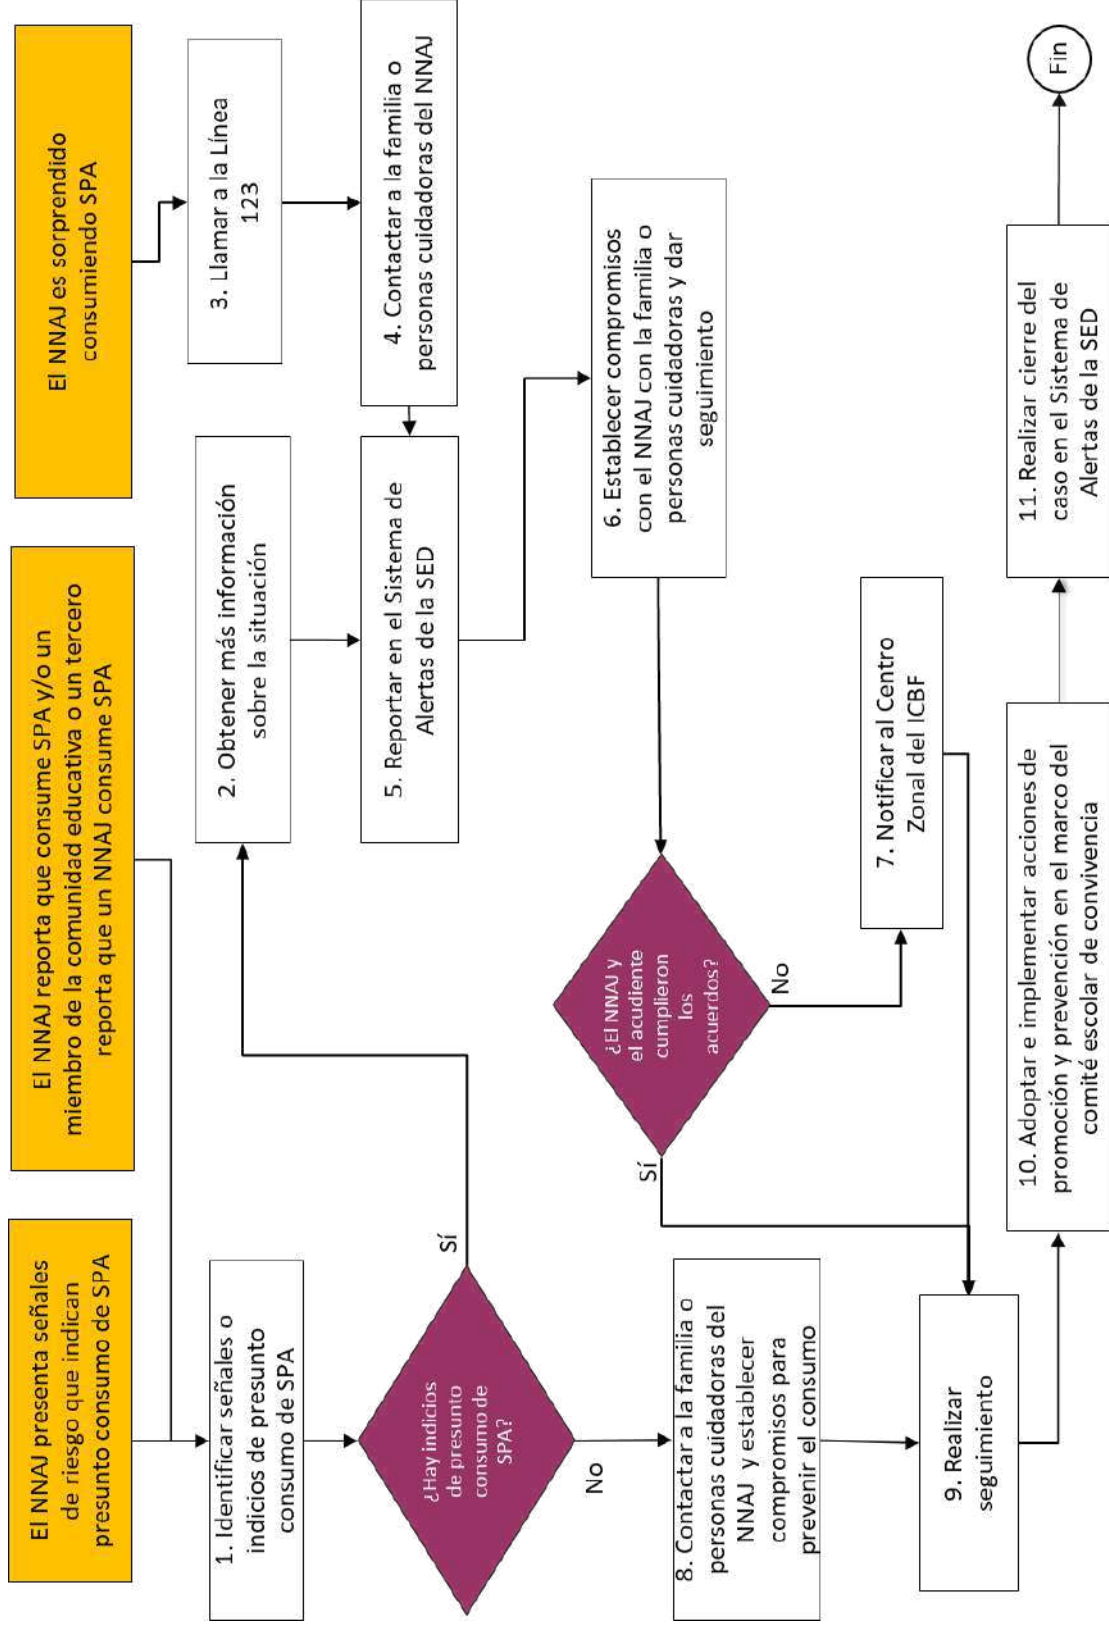 El NNAJ presenta señales
de riesgo que indican
presunto consumo de SPA
El NNAJ reporta que consume SPA y/o un
miembro de la comunidad educativa o un tercero
reporta que un NNAJ consume SPA
El NNAJ es sorprendido
consumiendo SPA
1. Identificar señales o
indicios de presunto
consumo de SPA
¿Hay indicios
de presunto
consumo de
SPA?
Sí
No
2. Obtener más información
sobre la situación
3. Llamar a la Línea
123
4. Contactar a la familia o
personas cuidadoras del NNAJ
5. Reportar en el Sistema de
Alertas de la SED
6. Establecer compromisos
con el NNAJ con la familia o
personas cuidadoras y dar
seguimiento
¿El NNAJ y
el acudiente
cumplieron
los
acuerdos?
Sí
No
7. Notificar al Centro
Zonal del ICBF
8. Contactar a la familia o
personas cuidadoras del
NNAJ y establecer
compromisos para
prevenir el consumo
9. Realizar
seguimiento
10. Adoptar e implementar acciones de
promoción y prevención en el marco del
comité escolar de convivencia
11. Realizar cierre del
caso en el Sistema de
Alertas de la SED
Fin